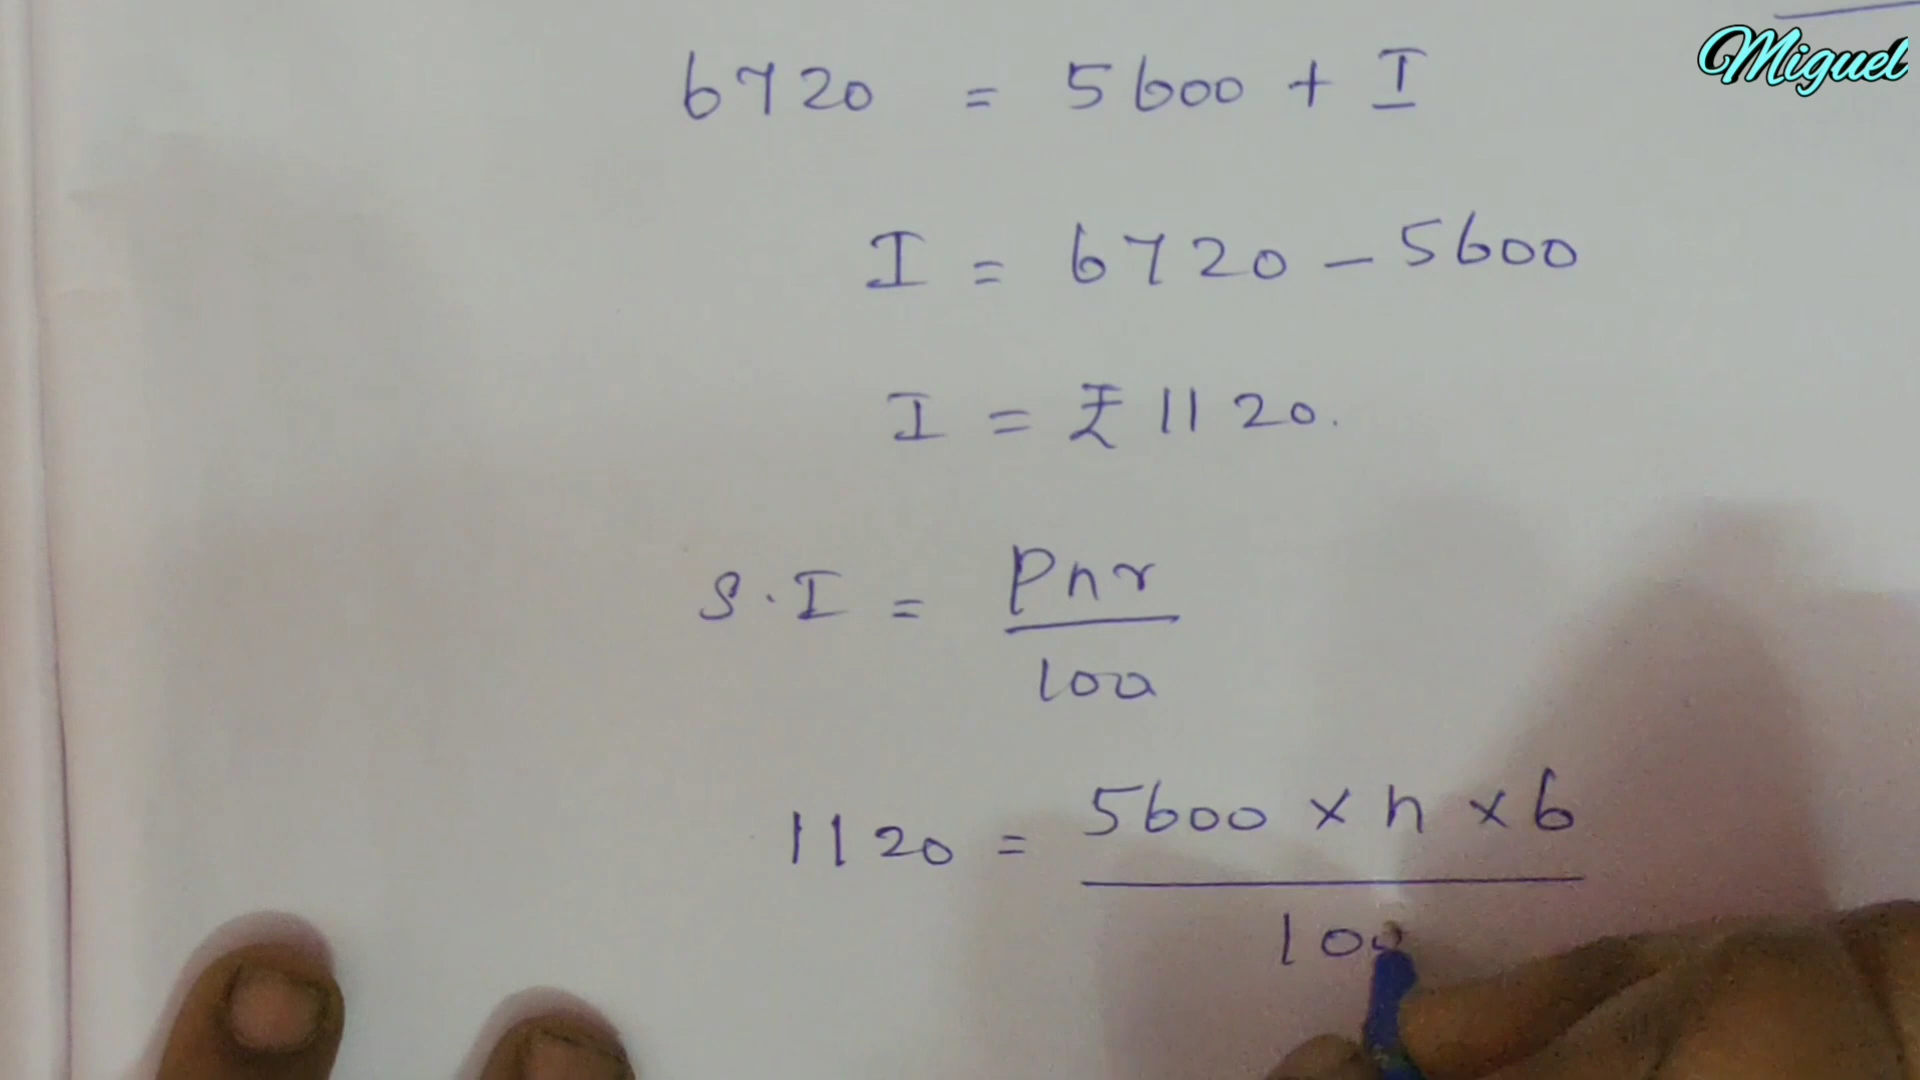 Miguel
6720 = 5600 + I
I = 6720 - 5600
I = ₹1120.
S.I = Pnr
100
1120 = 5600 × n × 6
100